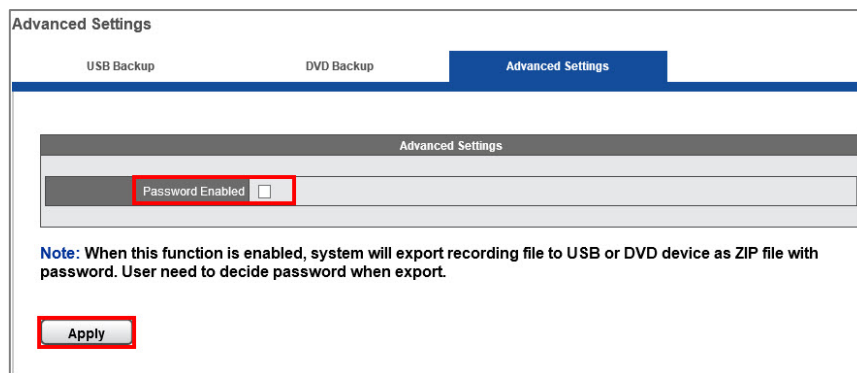 Advanced Settings
USB Backup DVD Backup Advanced Settings
Advanced Settings
Password Enabled
Note: When this function is enabled, system will export recording file to USB or DVD device as ZIP file with
password. User need to decide password when export.
Apply